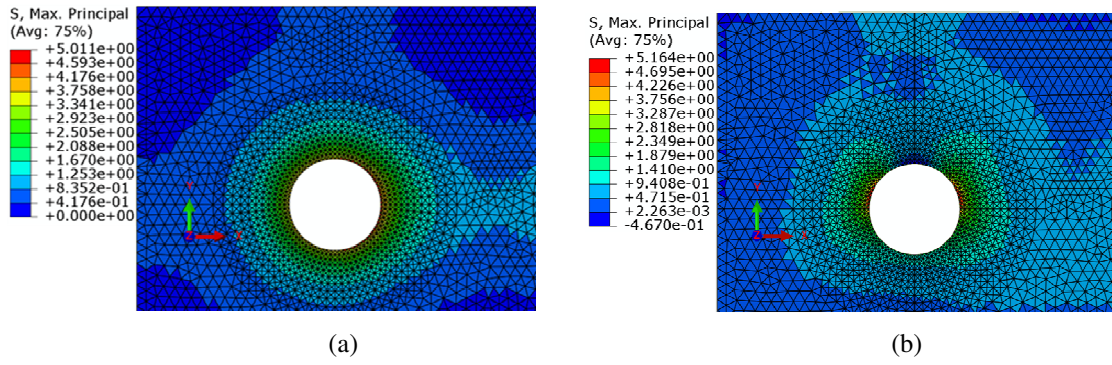 S, Max. Principal
(Avg: 75%)
+5.011e+00
+4.593e+00
+4.176e+00
+3.758e+00
+3.341e+00
+2.923e+00
+2.505e+00
+2.088e+00
+1.670e+00
+1.253e+00
+8.352e-01
+4.176e-01
+0.000e+00
Y
Z
X
(a)
S, Max. Principal
(Avg: 75%)
+5.164e+00
+4.695e+00
+4.226e+00
+3.756e+00
+3.287e+00
+2.818e+00
+2.349e+00
+1.879e+00
+1.410e+00
+9.408e-01
+4.715e-01
+2.263e-03
-4.670e-01
Y
Z
X
(b)